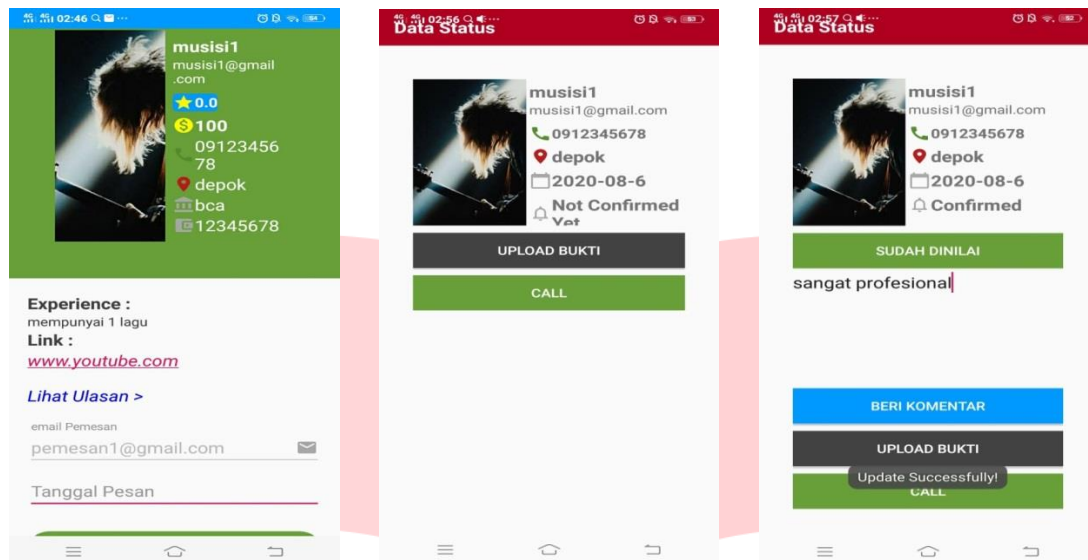 02:46
musisi1
musisi1@gmail
.com
0.0
100
09123456
78
depok
bca
12345678
Experience :
mempunyai 1 lagu
Link :
www.youtube.com
Lihat Ulasan >
email Pemesan
pemesan1@gmail.com
Tanggal Pesan
02:56
Data Status
musisi1
musisi1@gmail.com
0912345678
depok
2020-08-6
Not Confirmed
Yet
UPLOAD BUKTI
CALL
02:57
Data Status
musisi1
musisi1@gmail.com
0912345678
depok
2020-08-6
Confirmed
SUDAH DINILAI
sangat profesional
BERI KOMENTAR
UPLOAD BUKTI
Update Successfully!
CALL